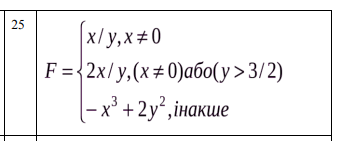 25
x/y, x≠0
F = { 2x/y, (x≠0)або(y>3/2)
−x³+2y², інакше